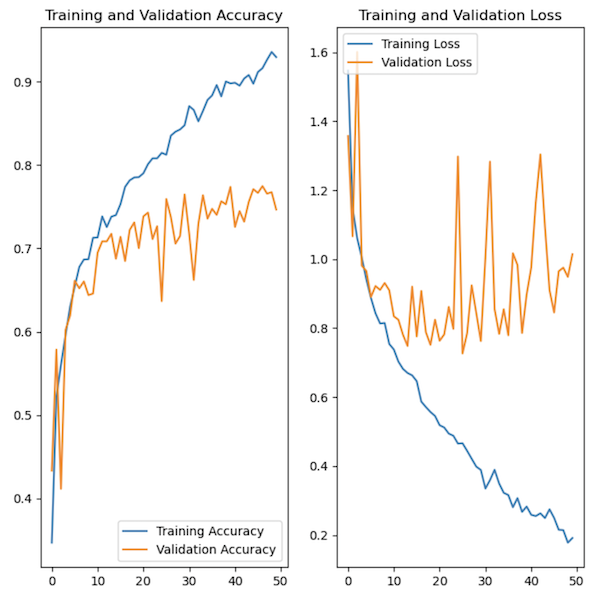 Training and Validation Accuracy
0.9
0.8
0.7
0.6
0.5
0.4
Training Accuracy
Validation Accuracy
0 10 20 30 40 50
Training and Validation Loss
Training Loss
Validation Loss
1.6
1.4
1.2
1.0
0.8
0.6
0.4
0.2
0 10 20 30 40 50